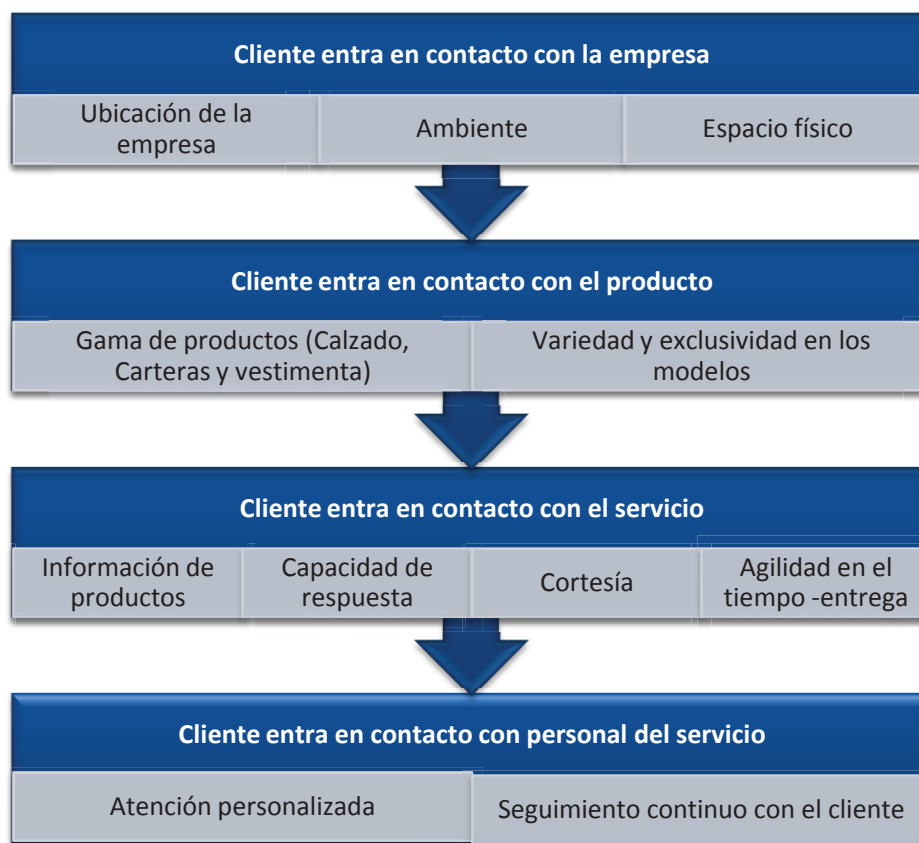 Cliente entra en contacto con la empresa
Ubicación de la
empresa
Ambiente
Espacio físico
Cliente entra en contacto con el producto
Gama de productos (Calzado,
Carteras y vestimenta)
Variedad y exclusividad en los
modelos
Cliente entra en contacto con el servicio
Información de
productos
Capacidad de
respuesta
Cortesía
Agilidad en el
tiempo -entrega
Cliente entra en contacto con personal del servicio
Atención personalizada
Seguimiento continuo con el cliente